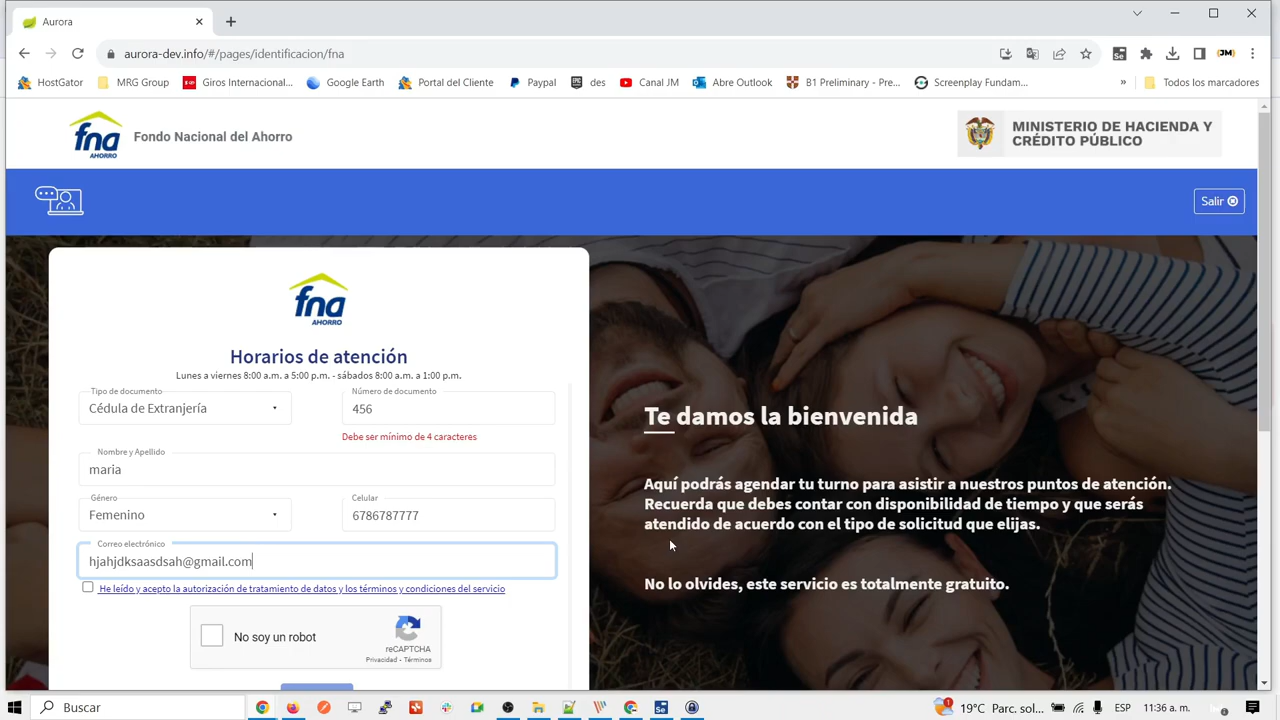 Aurora
aurora-dev.info/#/pages/identificacion/fna
JM)
HostGator
MRG Group
Giros Internacional...
Google Earth
Portal del Cliente
Paypal
des
Canal JM
Abre Outlook
B1 Preliminary - Pre...
Screenplay Fundam...
»
Todos los marcadores
fna
AHORRO
Fondo Nacional del Ahorro
MINISTERIO DE HACIENDA Y
CRÉDITO PÚBLICO
Salir
fna
AHORRO
Horarios de atención
Lunes a viernes 8:00 a.m. a 5:00 p.m. - sábados 8:00 a.m. a 1:00 p.m.
Tipo de documento
Cédula de Extranjería
Número de documento
456
Debe ser mínimo de 4 caracteres
Nombre y Apellido
maria
Género
Femenino
Celular
6786787777
Correo electrónico
hjahjdksaasdsah@gmail.com
He leído y acepto la autorización de tratamiento de datos y los términos y condiciones del servicio
No soy un robot
reCAPTCHA
Privacidad - Términos
Te damos la bienvenida
Aquí podrás agendar tu turno para asistir a nuestros puntos de atención.
Recuerda que debes contar con disponibilidad de tiempo y que serás
atendido de acuerdo con el tipo de solicitud que elijas.
No lo olvides, este servicio es totalmente gratuito.
Buscar
19°C Parc. sol...
ESP
11:36 a. m.